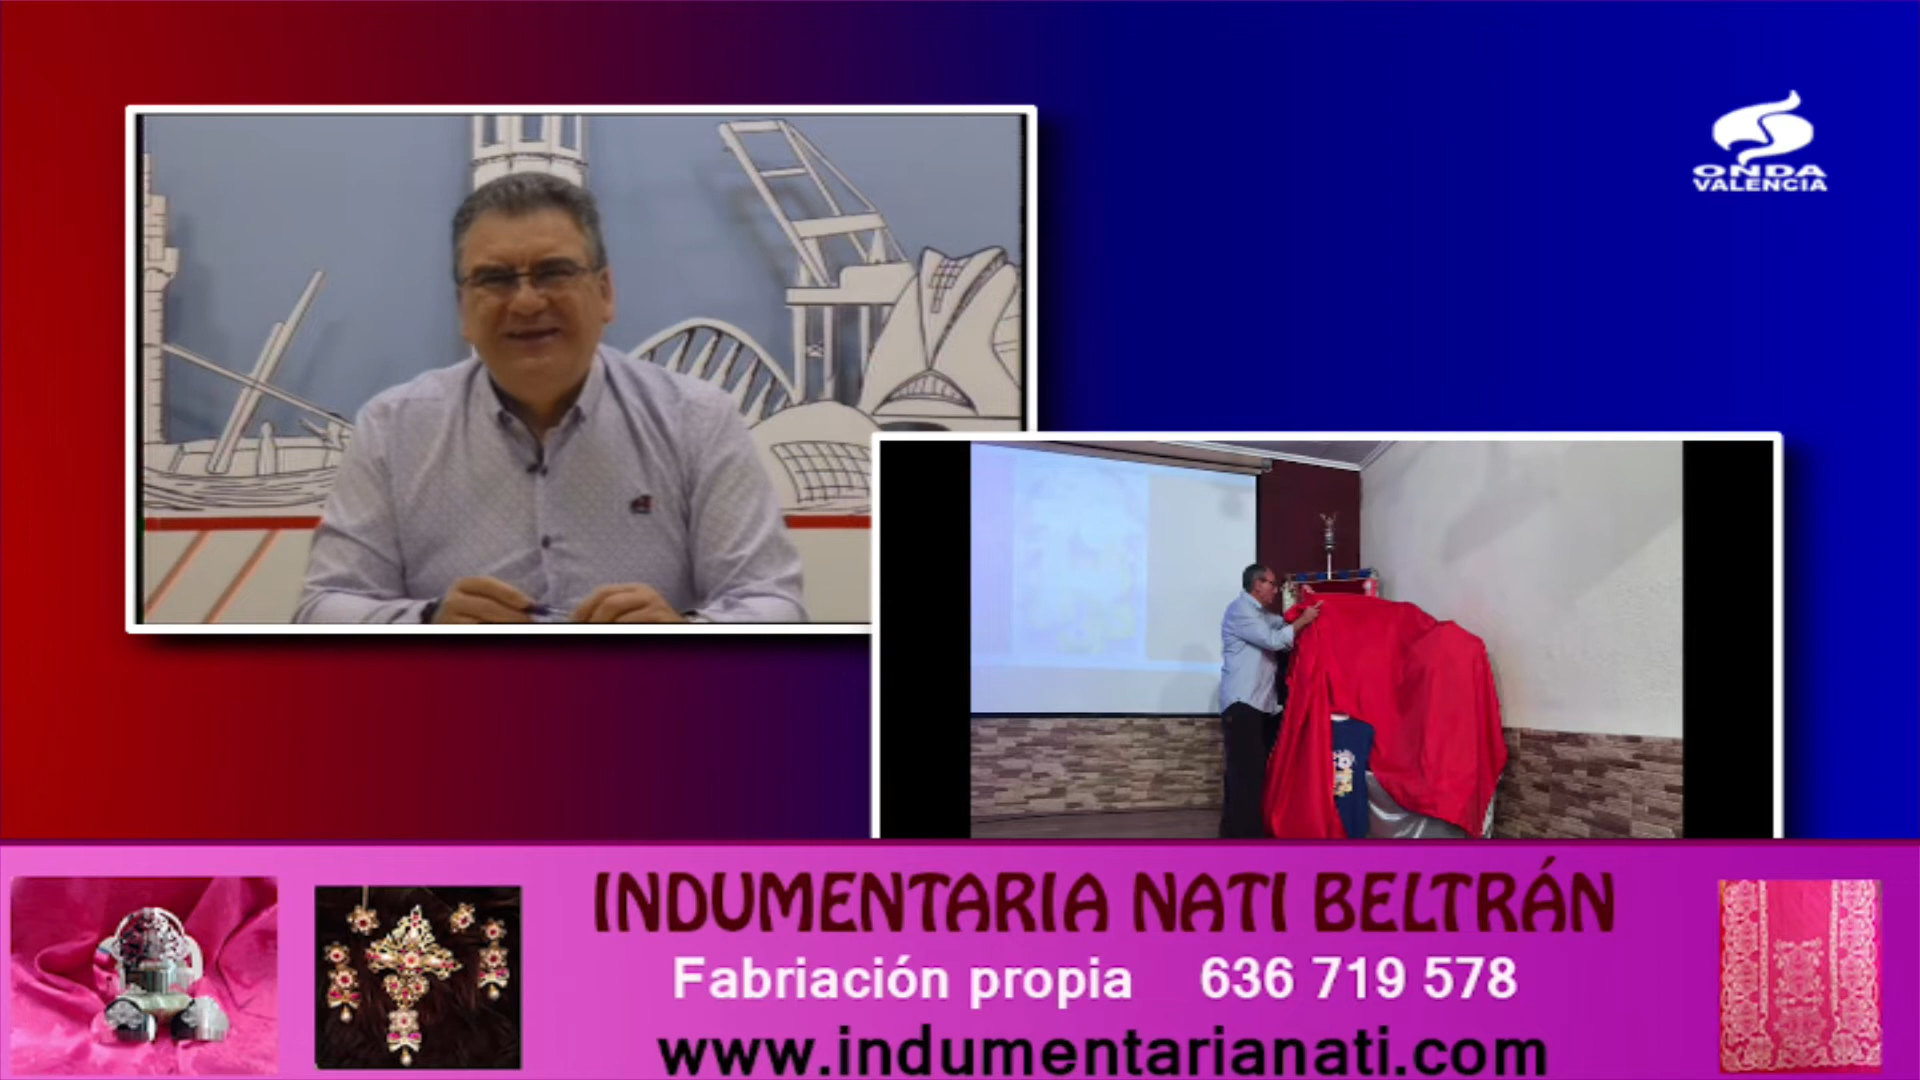 ONDA
VALENCIA
INDUMENTARIA NATI BELTRÁN
Fabriación propia 636 719 578
www.indumentarianati.com